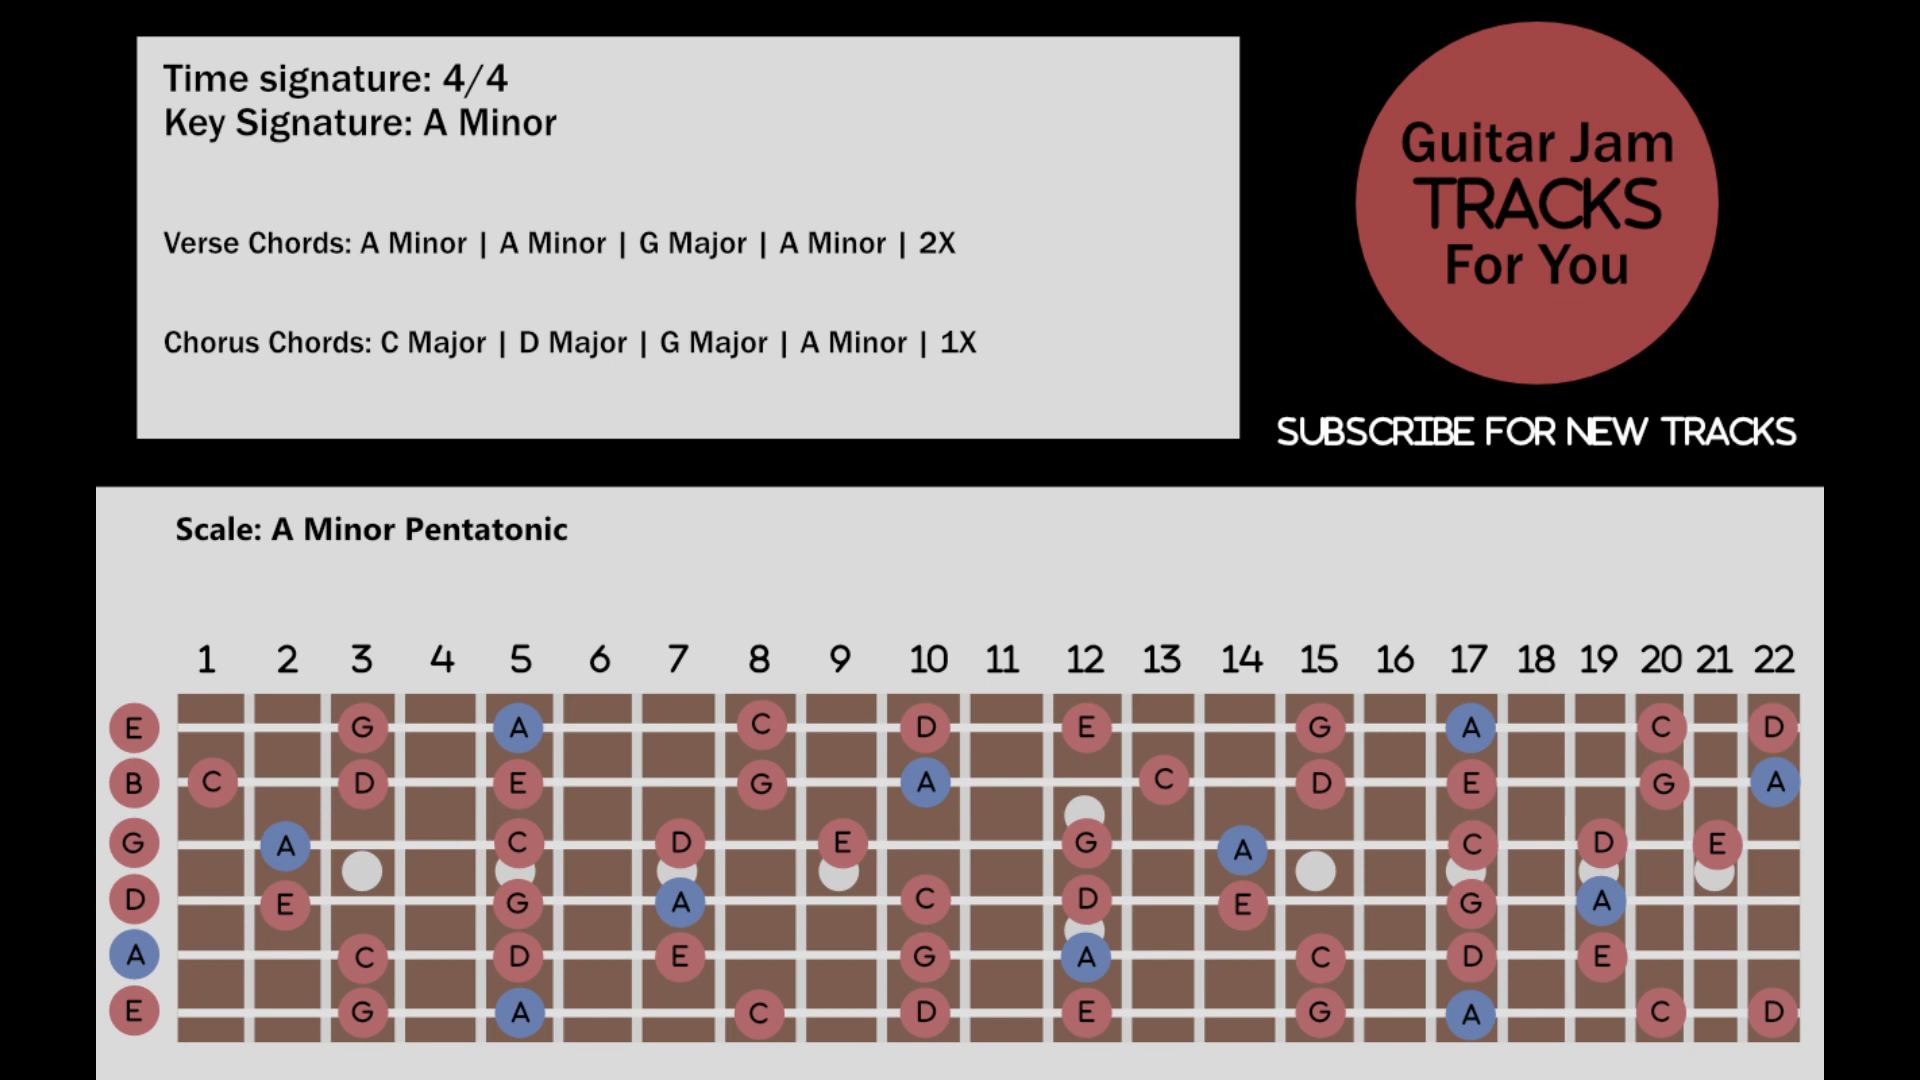 Time signature: 4/4
Key Signature: A Minor
Verse Chords: A Minor | A Minor | G Major | A Minor | 2X
Chorus Chords: C Major | D Major | G Major | A Minor | 1X
Guitar Jam
TRACKS
For You
SUBSCRIBE FOR NEW TRACKS
Scale: A Minor Pentatonic
1 2 3 4 5 6 7 8 9 10 11 12 13 14 15 16 17 18 19 20 21 22
E G A C D E G A C D
B C D E G A C D E G A
G A C D E G A C D E
D E G A C D E G A
A C D E G A C D E
E G A C D E G A C D